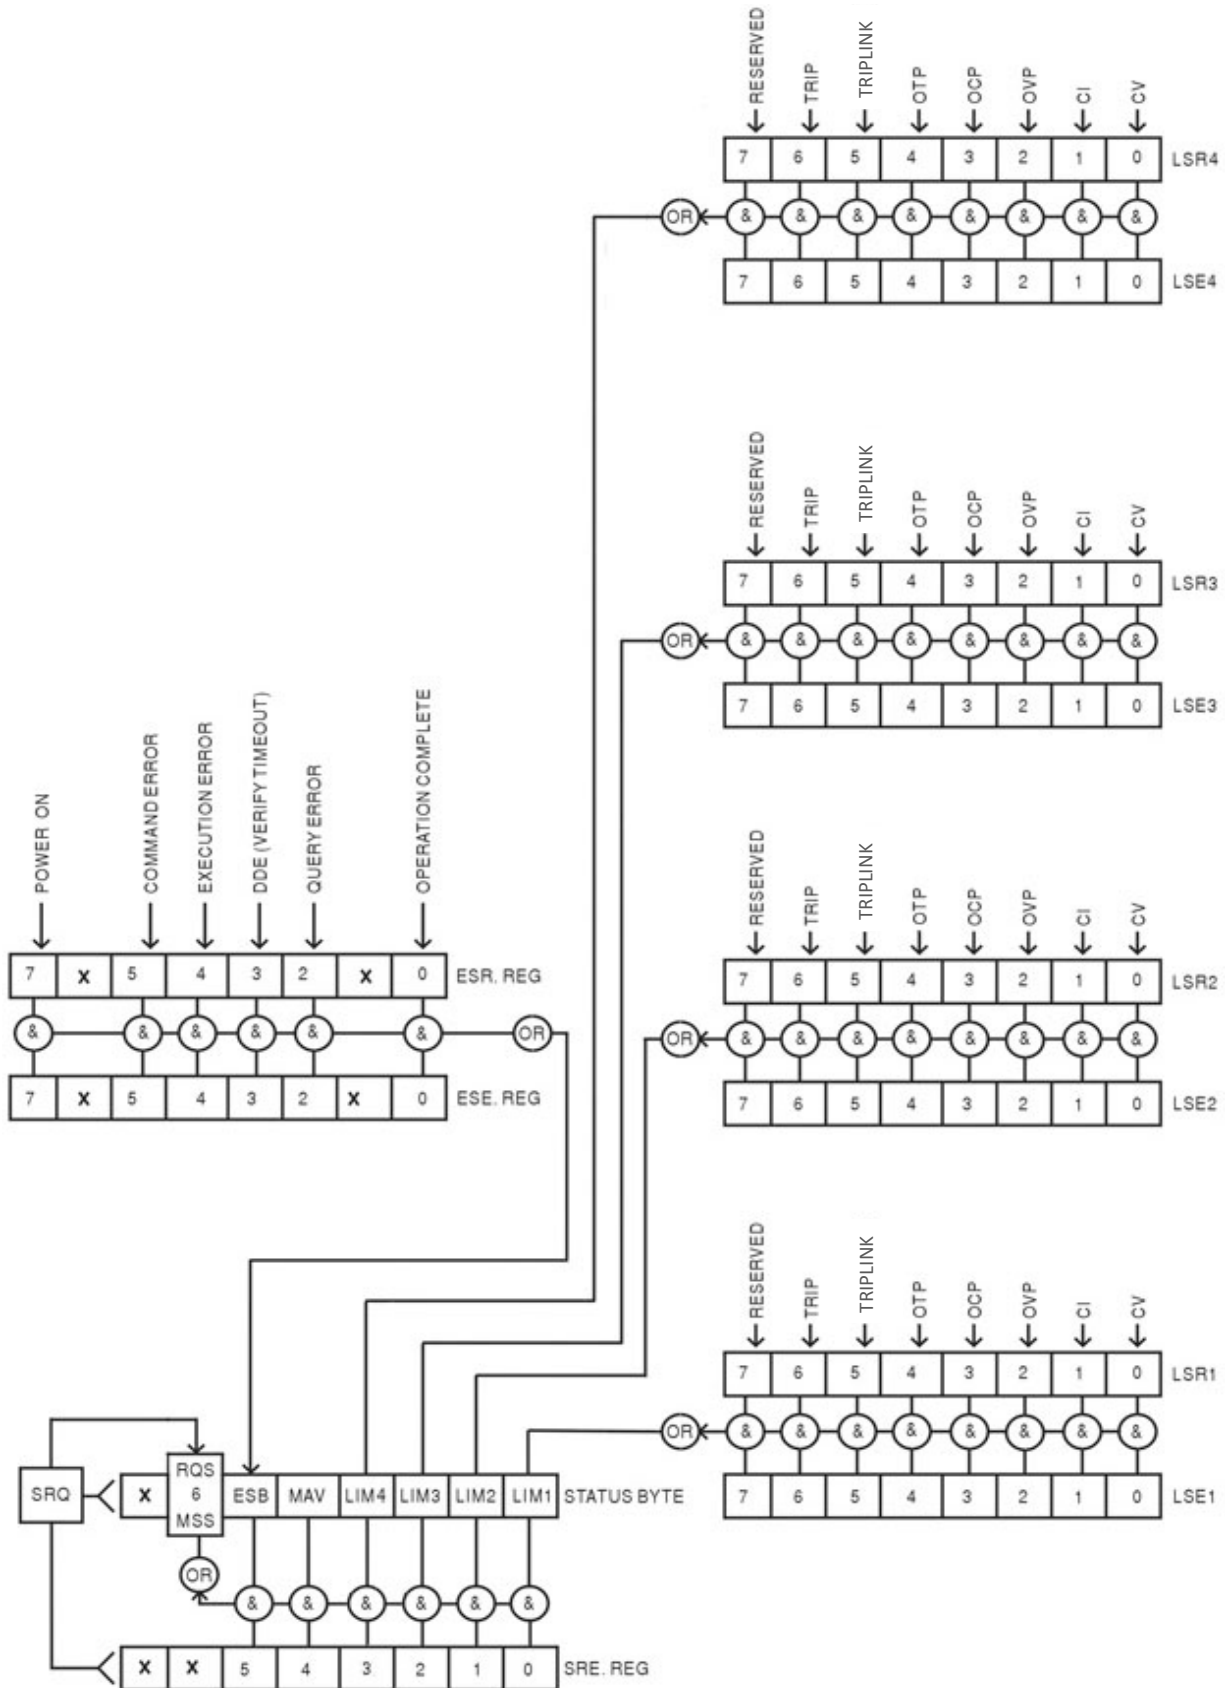 RESERVED TRIP TRIPLINK OTP OCP OVP CI CV
7 6 5 4 3 2 1 0 LSR4
OR & & & & & & & &
7 6 5 4 3 2 1 0 LSE4
RESERVED TRIP TRIPLINK OTP OCP OVP CI CV
7 6 5 4 3 2 1 0 LSR3
OR & & & & & & & &
7 6 5 4 3 2 1 0 LSE3
POWER ON COMMAND ERROR EXECUTION ERROR DDE (VERIFY TIMEOUT) QUERY ERROR OPERATION COMPLETE
7 X 5 4 3 2 X 0 ESR. REG
& & & & & & OR
7 X 5 4 3 2 X 0 ESE. REG
RESERVED TRIP TRIPLINK OTP OCP OVP CI CV
7 6 5 4 3 2 1 0 LSR2
OR & & & & & & & &
7 6 5 4 3 2 1 0 LSE2
RESERVED TRIP TRIPLINK OTP OCP OVP CI CV
7 6 5 4 3 2 1 0 LSR1
OR & & & & & & & &
7 6 5 4 3 2 1 0 LSE1
RQS
SRQ X 6 ESB MAV LIM4 LIM3 LIM2 LIM1 STATUS BYTE
MSS
OR
& & & & & &
X X 5 4 3 2 1 0 SRE. REG